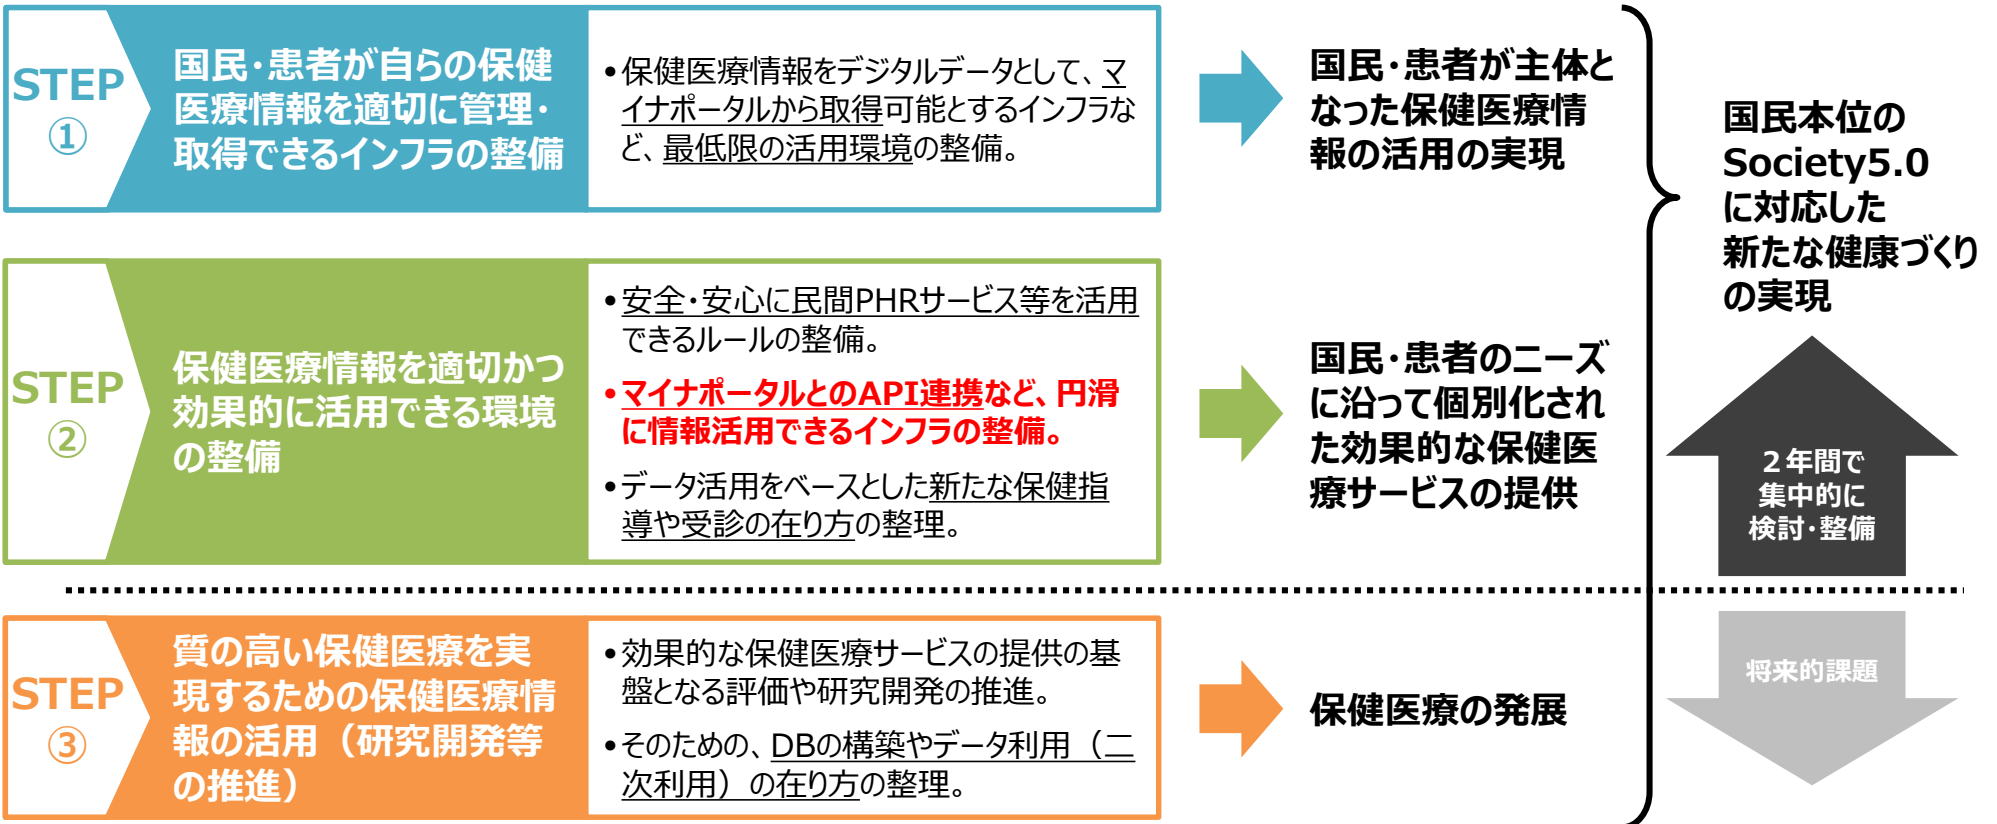 STEP
①
国民・患者が自らの保健
医療情報を適切に管理・
取得できるインフラの整備
•保健医療情報をデジタルデータとして、マ
イナポータルから取得可能とするインフラな
ど、最低限の活用環境の整備。
国民・患者が主体と
なった保健医療情
報の活用の実現
STEP
②
保健医療情報を適切かつ
効果的に活用できる環境
の整備
•安全・安心に民間PHRサービス等を活用
できるルールの整備。
•マイナポータルとのAPI連携など、円滑
に情報活用できるインフラの整備。
•データ活用をベースとした新たな保健指
導や受診の在り方の整理。
国民・患者のニーズ
に沿って個別化され
た効果的な保健医
療サービスの提供
STEP
③
質の高い保健医療を実
現するための保健医療情
報の活用（研究開発等
の推進）
•効果的な保健医療サービスの提供の基
盤となる評価や研究開発の推進。
•そのための、DBの構築やデータ利用（二
次利用）の在り方の整理。
保健医療の発展
国民本位の
Society5.0
に対応した
新たな健康づくり
の実現
２年間で
集中的に
検討・整備
将来的課題